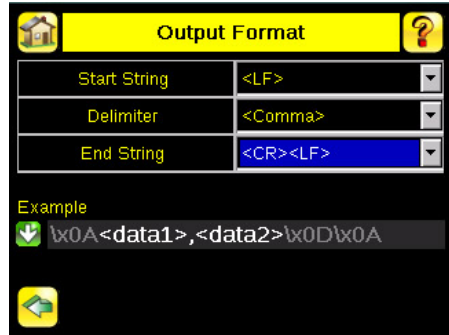 Output Format
Start String <LF>
Delimiter <Comma>
End String <CR><LF>
Example
\x0A<data1>,<data2>\x0D\x0A